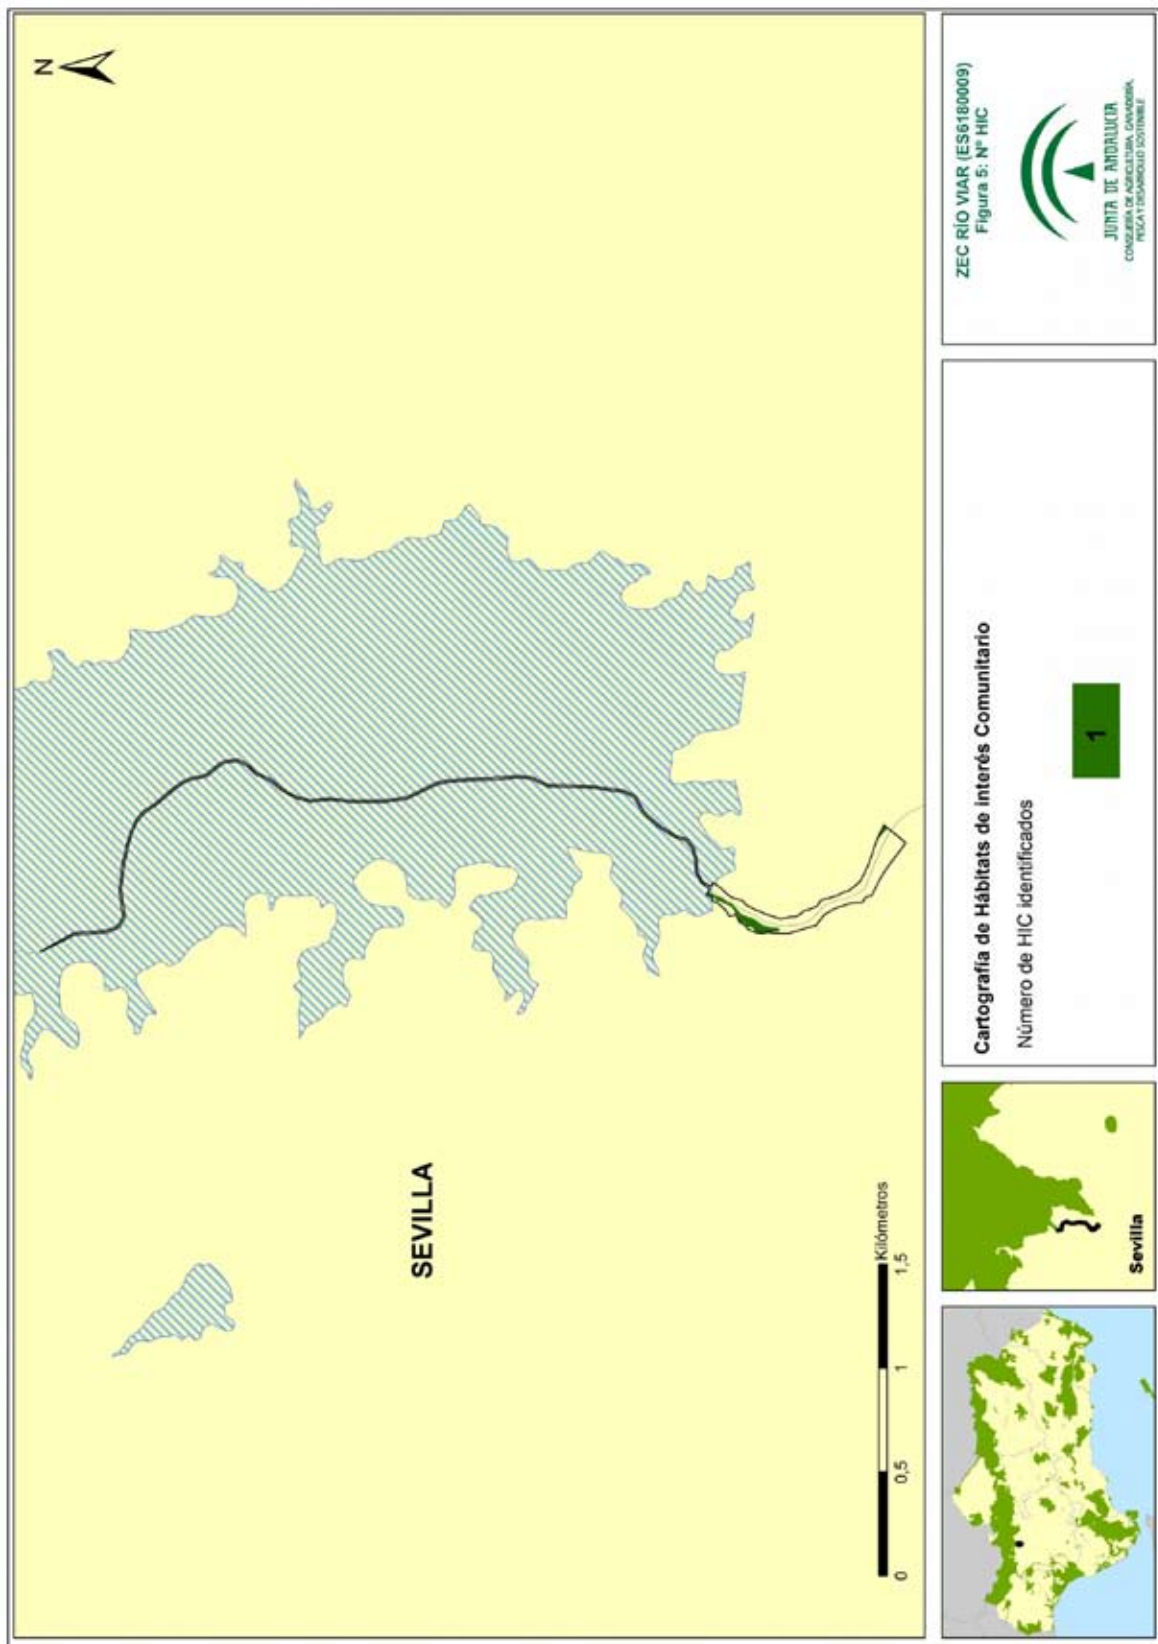 N
SEVILLA
0 0,5 1 1,5
Kilómetros
Sevilla
Cartografía de Hábitats de interés Comunitario
Número de HIC identificados
1
ZEC RÍO VIAR (ES6180009)
Figura 5: Nº HIC
JUNTA DE ANDALUCIA
CONSEJERÍA DE AGRICULTURA, GANADERÍA,
PESCA Y DESARROLLO SOSTENIBLE